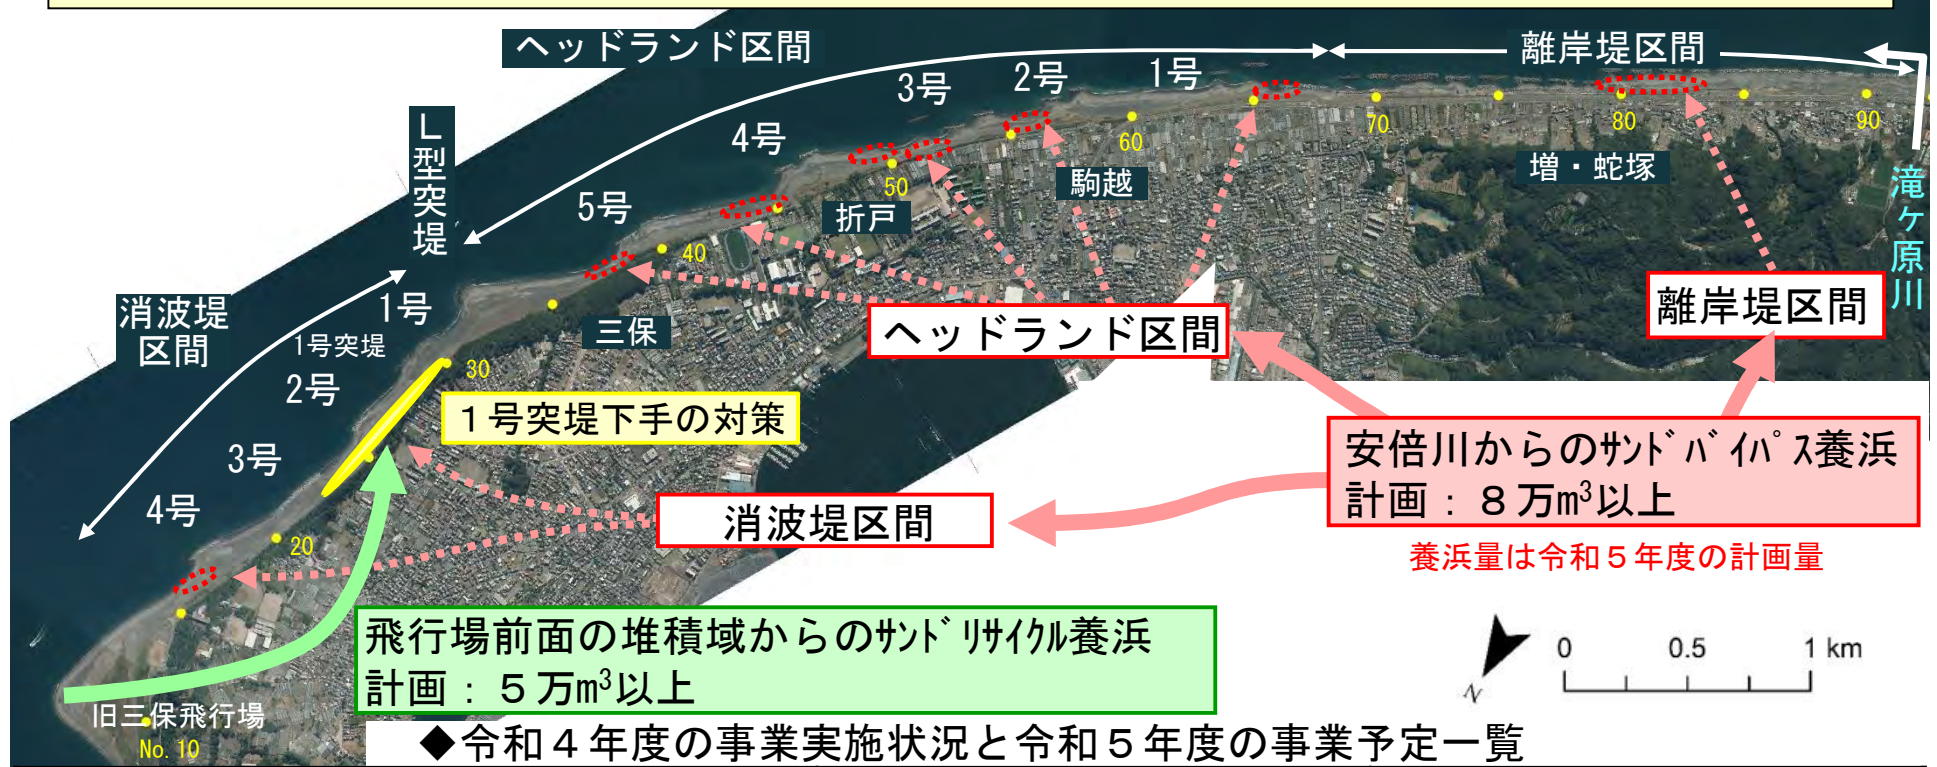 ヘッドランド区間
離岸堤区間
L型突堤
5号
4号
3号
2号
1号
消波堤
区間
1号
1号突堤
2号
3号
4号
三保
折戸
駒越
増・蛇塚
滝ヶ原川
90
80
70
60
50
40
30
20
No. 10
旧三保飛行場
ヘッドランド区間
離岸堤区間
消波堤区間
1号突堤下手の対策
安倍川からのサンドバイパス養浜
計画：８万m³以上
養浜量は令和５年度の計画量
飛行場前面の堆積域からのサンドリサイクル養浜
計画：５万m³以上
N
0 0.5 1 km
◆令和４年度の事業実施状況と令和５年度の事業予定一覧